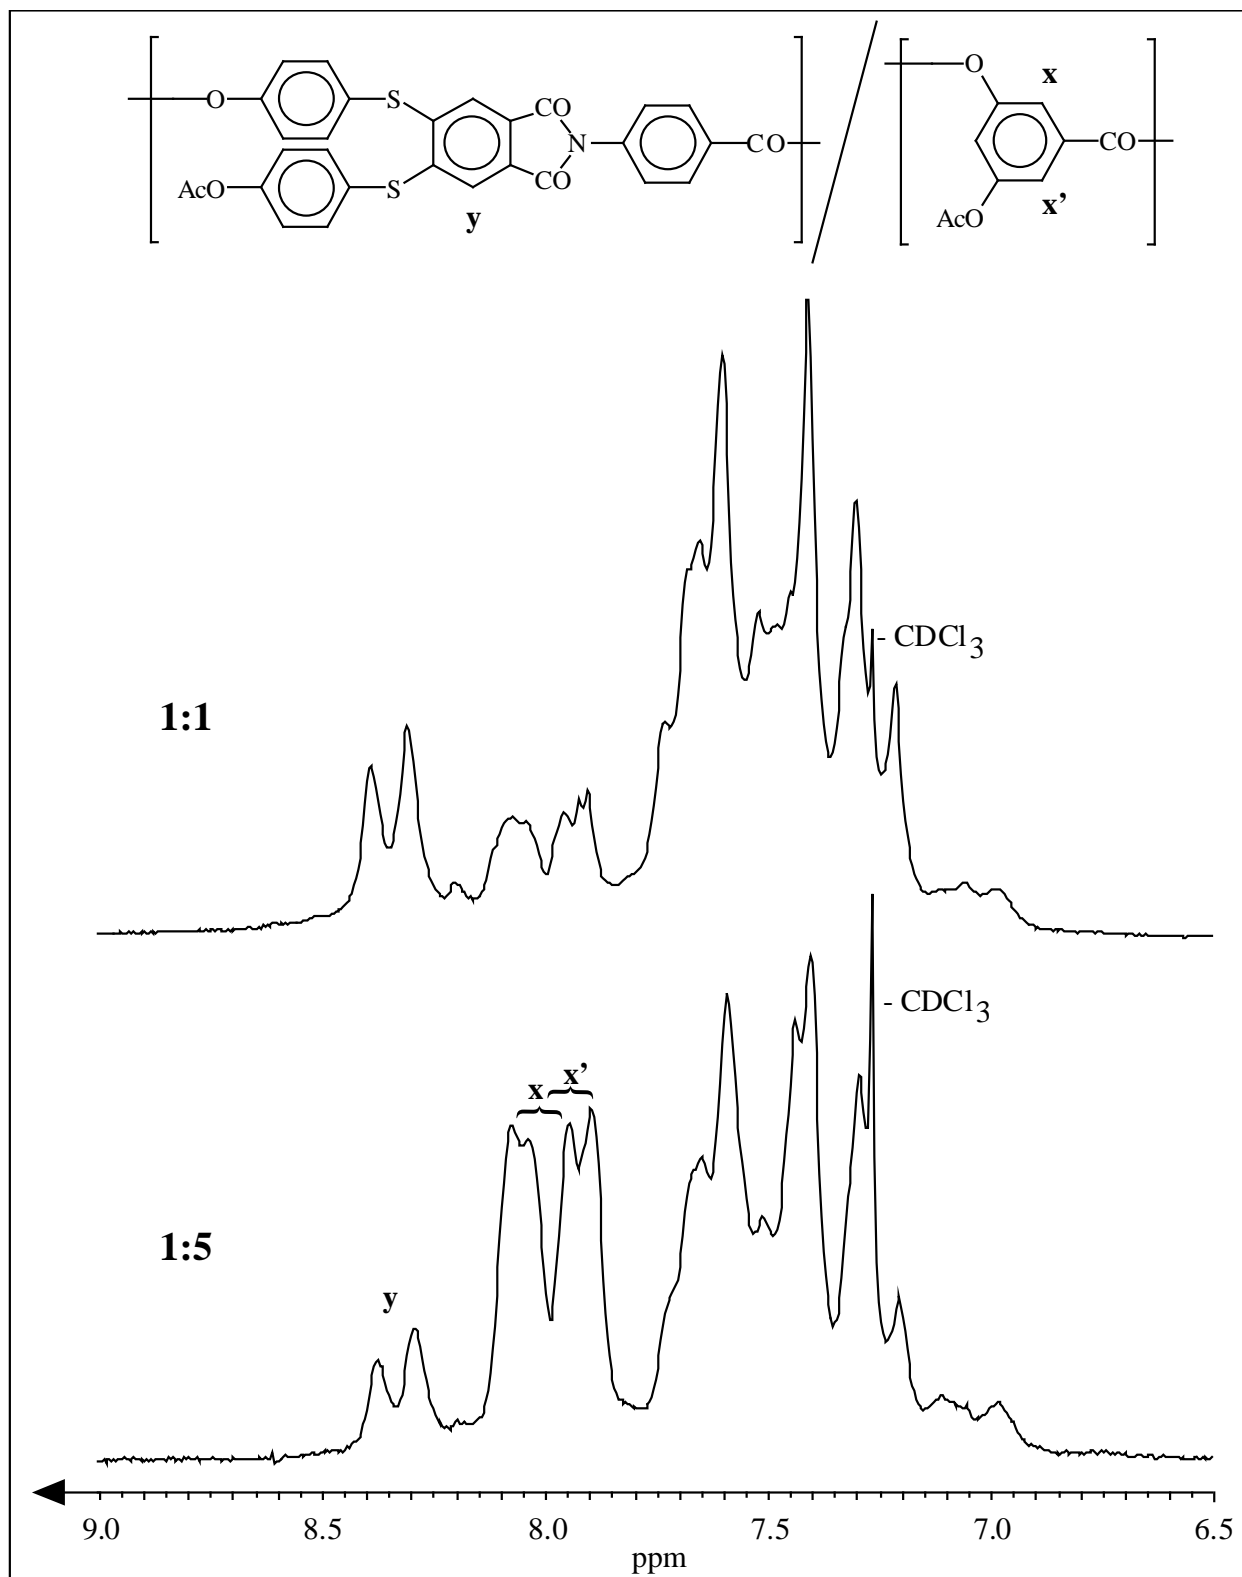 O S CO N CO CO O x CO
AcO S y AcO x’
- CDCl3
1:1
- CDCl3
x x’
1:5
y
9.0 8.5 8.0 7.5 7.0 6.5
ppm